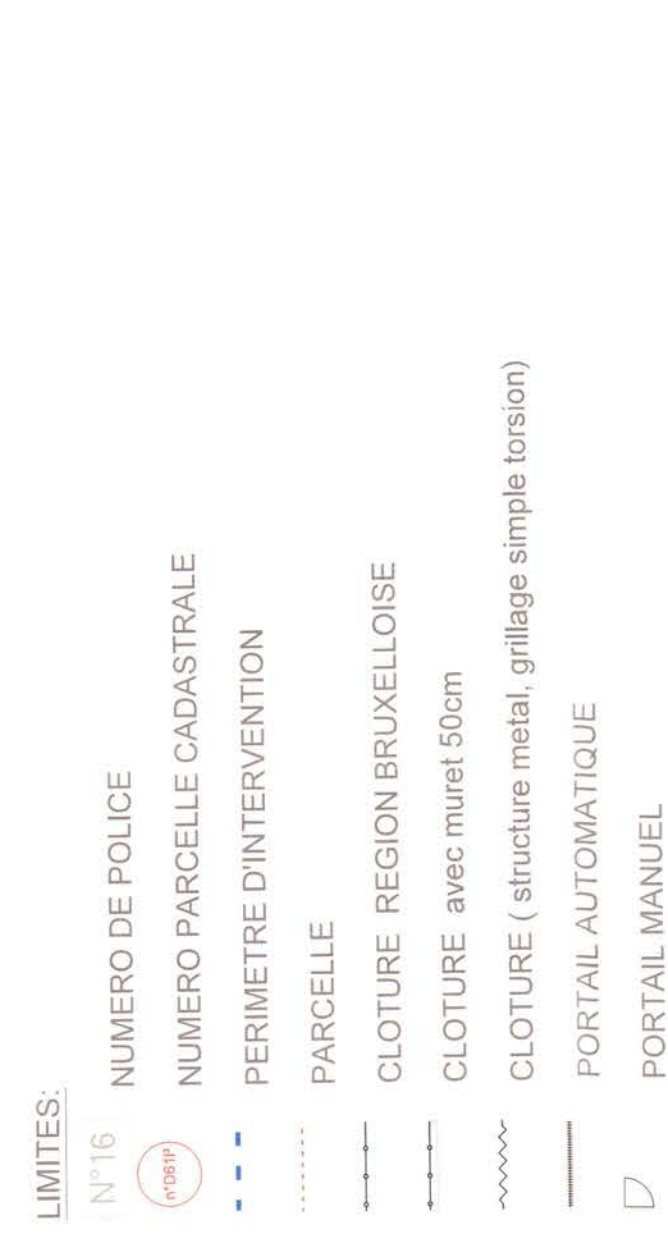 LIMITES:
N°16 NUMERO DE POLICE
n°D61P NUMERO PARCELLE CADASTRALE
PERIMETRE D'INTERVENTION
PARCELLE
CLOTURE REGION BRUXELLOISE
CLOTURE avec muret 50cm
CLOTURE ( structure metal, grillage simple torsion)
PORTAIL AUTOMATIQUE
PORTAIL MANUEL